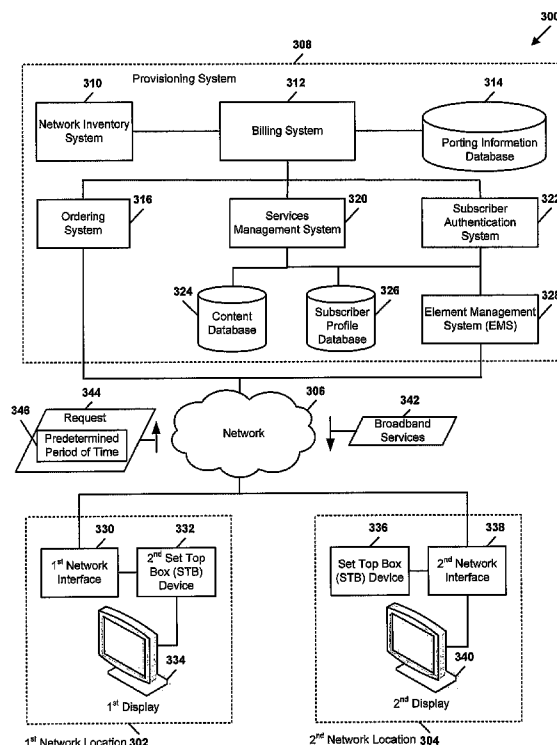 300
308
Provisioning System
310
312
314
Network Inventory
System
Billing System
Porting Information
Database
316
320
322
Ordering
System
Services
Management System
Subscriber
Authentication
System
324
326
328
Content
Database
Subscriber
Profile
Database
Element Management
System (EMS)
344
306
342
346
Request
Predetermined
Period of Time
Network
Broadband
Services
330
332
336
338
1st Network
Interface
2nd Set Top
Box (STB)
Device
Set Top Box
(STB) Device
2nd Network
Interface
334
340
1st Display
2nd Display
1st Network Location 302
2nd Network Location 304